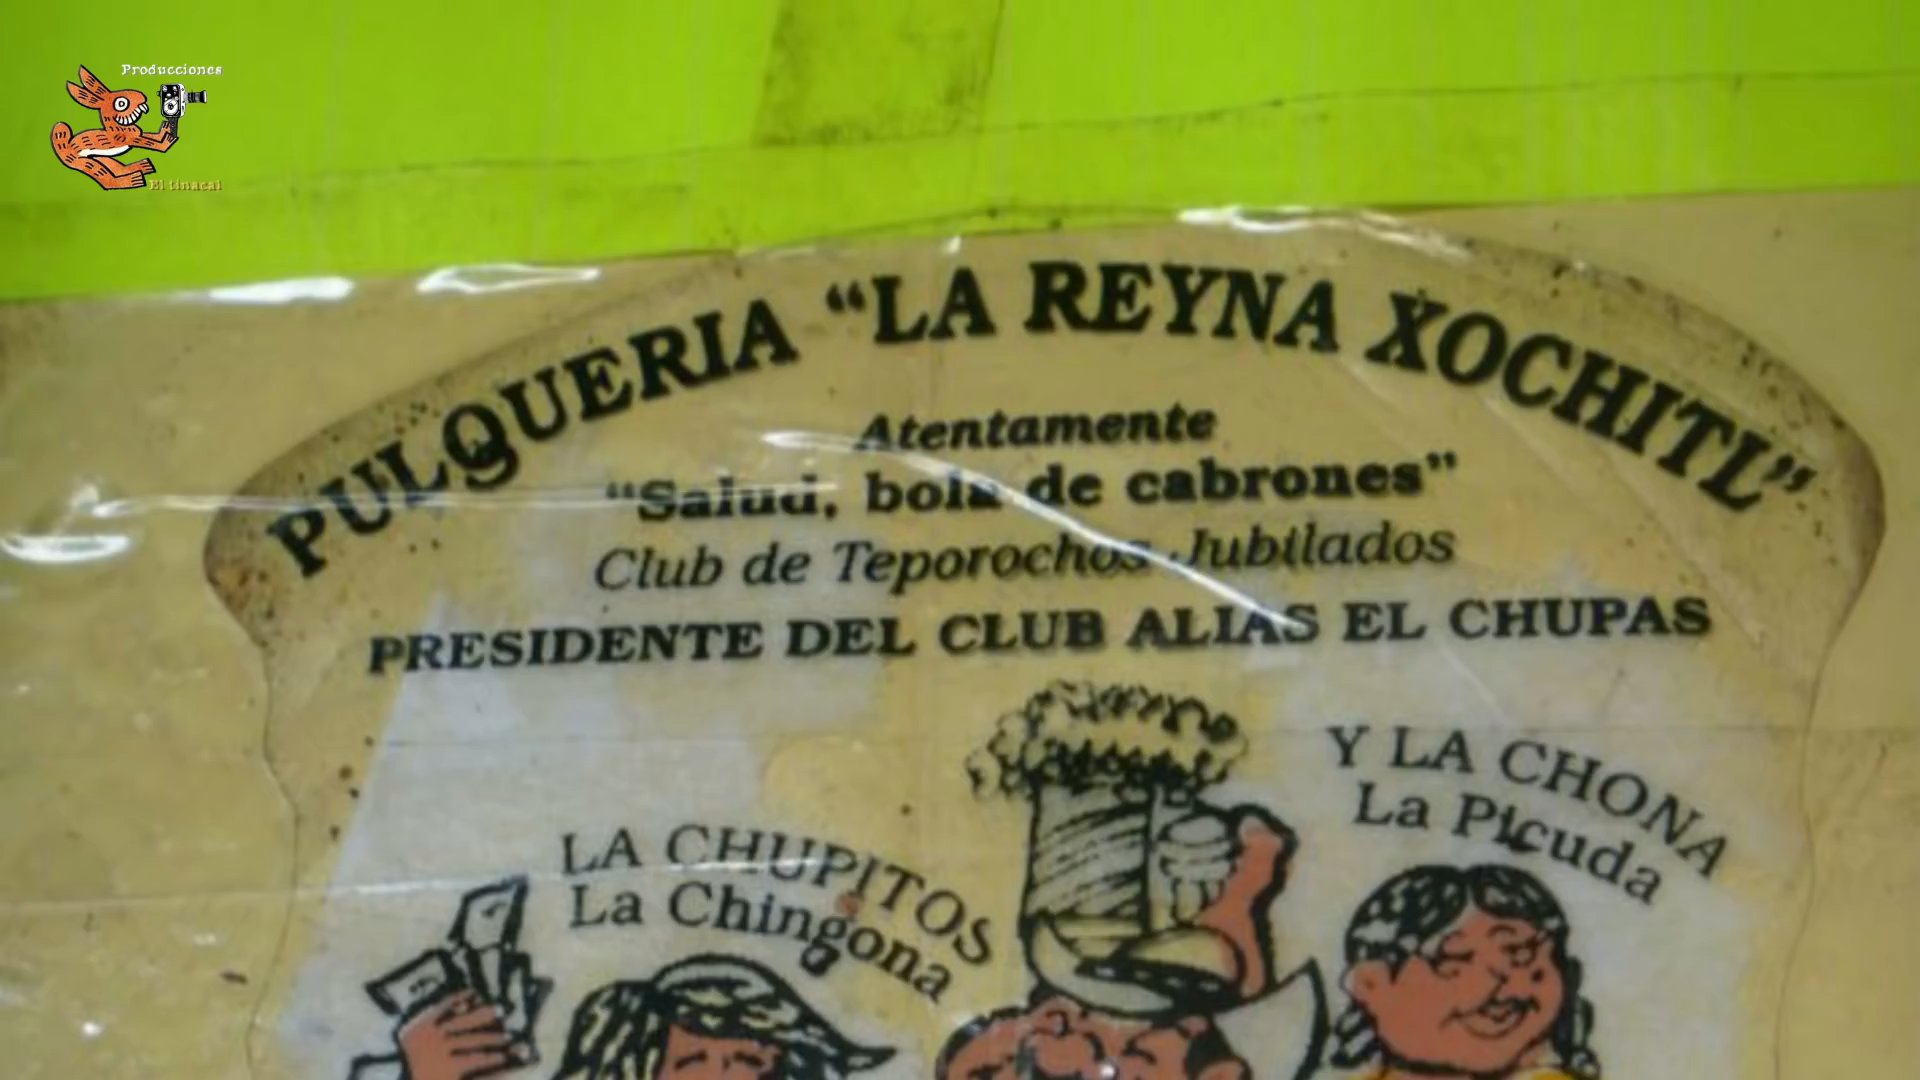 Producciones
El tinacal
PULQUERIA “LA REYNA XOCHITL”
Atentamente
“Salud, bola de cabrones”
Club de Teporochos Jubilados
PRESIDENTE DEL CLUB ALIAS EL CHUPAS
Y LA CHONA
La Picuda
LA CHUPITOS
La Chingona